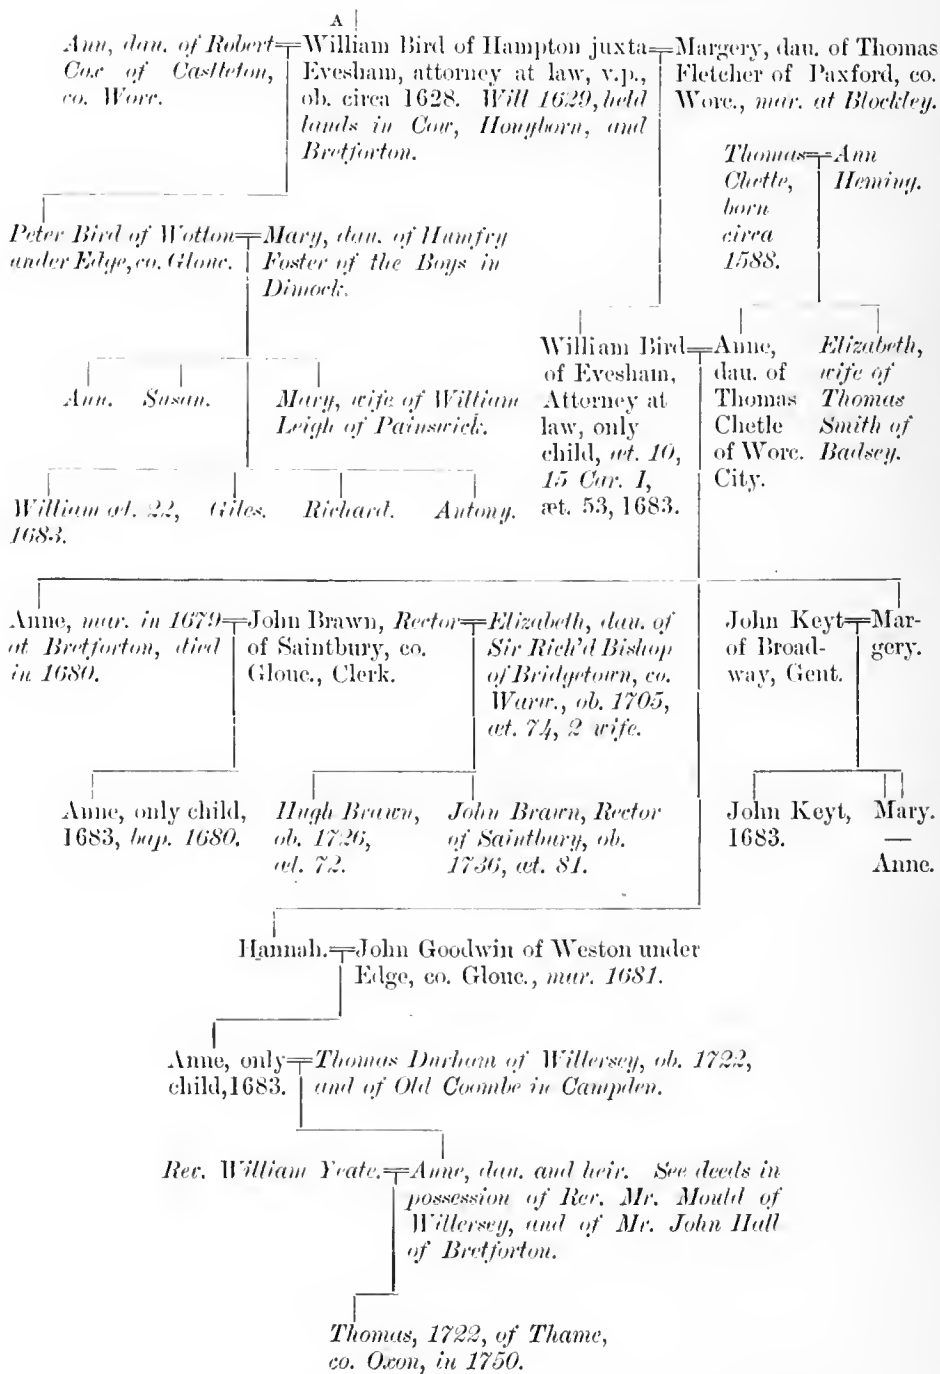 A
Ann, dau. of Robert
Cox of Castleton,
co. Worc.
William Bird of Hampton juxta
Evesham, attorney at law, v.p.,
ob. circa 1628. Will 1629, held
lands in Cow, Honyborn, and
Bretforton.
Margery, dau. of Thomas
Fletcher of Paxford, co.
Worc., mar. at Blockley.
Thomas
Chette,
born
circa
1588.
Ann
Heming.
Peter Bird of Wotton
under Edge, co. Glouc.
Mary, dau. of Humfry
Foster of the Boys in
Dimock.
Ann. Susan. Mary, wife of William
Leigh of Painswick.
William Bird
of Evesham,
Attorney at
law, only
child, æt. 10,
15 Car. I,
æt. 53, 1683.
Anne,
dau. of
Thomas
Chetle
of Worc.
City.
Elizabeth,
wife of
Thomas
Smith of
Badsey.
William æt. 22,
1683.
Giles. Richard. Antony.
Anne, mar. in 1679
at Bretforton, died
in 1680.
John Brawn, Rector
of Saintbury, co.
Glouc., Clerk.
Elizabeth, dau. of
Sir Rich'd Bishop
of Bridgetown, co.
Warw., ob. 1705,
æt. 74, 2 wife.
John Keyt
of Broad-
way, Gent.
Mar-
gery.
Anne, only child,
1683, bap. 1680.
Hugh Brawn,
ob. 1726,
æt. 72.
John Brawn, Rector
of Saintbury, ob.
1736, æt. 81.
John Keyt,
1683.
Mary.
—
Anne.
Hannah. John Goodwin of Weston under
Edge, co. Glouc., mar. 1681.
Anne, only
child, 1683.
Thomas Durham of Willersey, ob. 1722,
and of Old Coombe in Campden.
Rev. William Yeate. Anne, dau. and heir. See deeds in
possession of Rev. Mr. Mould of
Willersey, and of Mr. John Hall
of Bretforton.
Thomas, 1722, of Thame,
co. Oxon, in 1750.